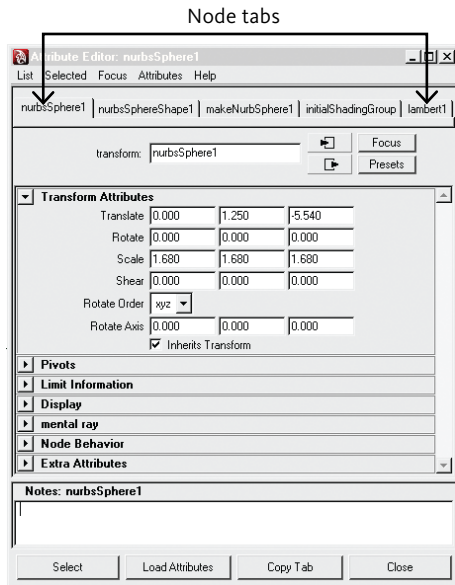 Node tabs
Attribute Editor: nurbsSphere1
List Selected Focus Attributes Help
nurbsSphere1 nurbsSphereShape1 makeNurbSphere1 initialShadingGroup lambert1
transform: nurbsSphere1 Focus
Presets
Transform Attributes
Translate 0.000 1.250 -5.540
Rotate 0.000 0.000 0.000
Scale 1.680 1.680 1.680
Shear 0.000 0.000 0.000
Rotate Order xyz
Rotate Axis 0.000 0.000 0.000
Inherits Transform
Pivots
Limit Information
Display
mental ray
Node Behavior
Extra Attributes
Notes: nurbsSphere1
Select Load Attributes Copy Tab Close